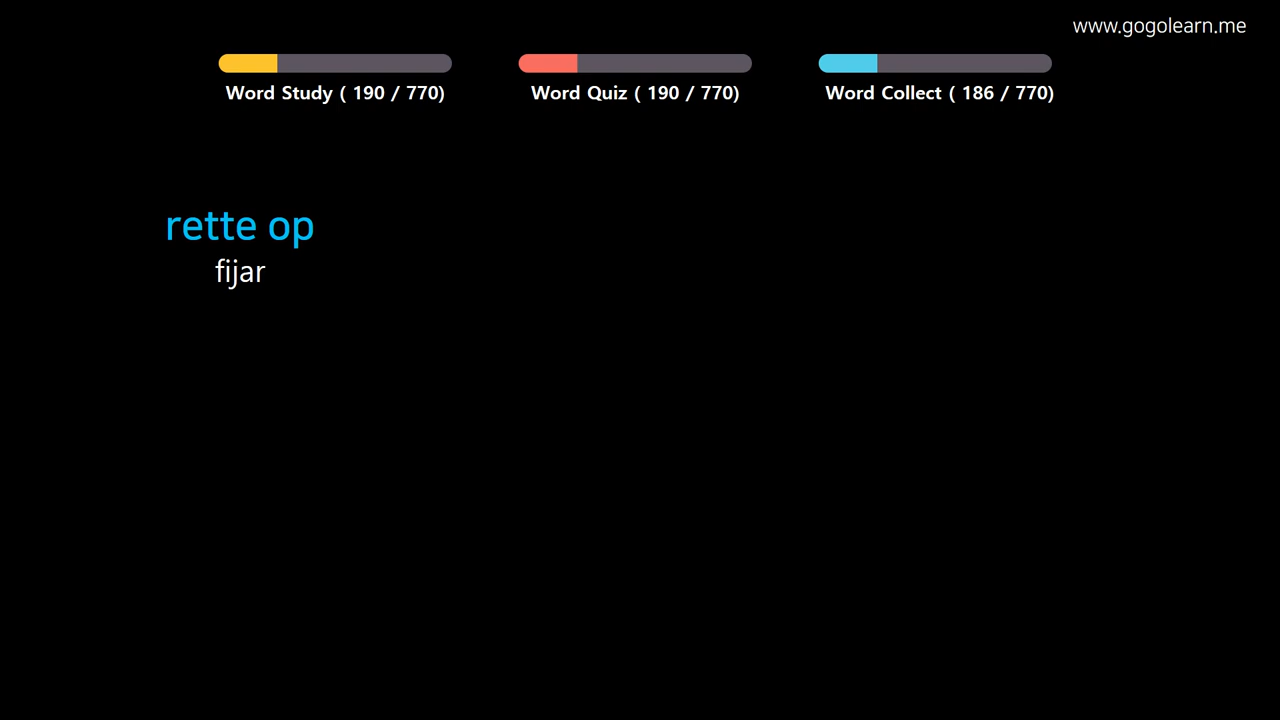 www.gogolearn.me
Word Study ( 190 / 770)
Word Quiz ( 190 / 770)
Word Collect ( 186 / 770)
rette op
fijar